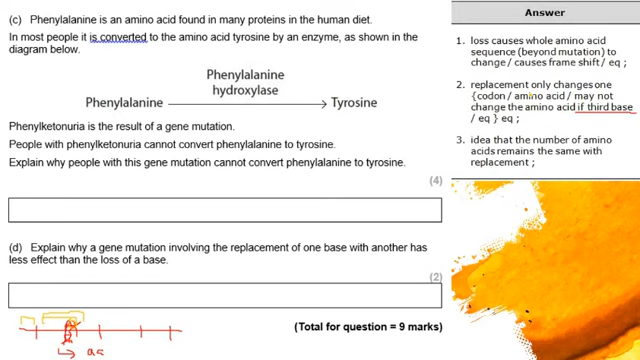 (c) Phenylalanine is an amino acid found in many proteins in the human diet.
In most people it is converted to the amino acid tyrosine by an enzyme, as shown in the
diagram below.
Phenylalanine
hydroxylase
Phenylalanine
Tyrosine
Phenylketonuria is the result of a gene mutation.
People with phenylketonuria cannot convert phenylalanine to tyrosine.
Explain why people with this gene mutation cannot convert phenylalanine to tyrosine.
(4)
(d) Explain why a gene mutation involving the replacement of one base with another has
less effect than the loss of a base.
(2)
(Total for question = 9 marks)
aa
Answer
1. loss causes whole amino acid
sequence (beyond mutation) to
change / causes frame shift / eq ;
2. replacement only changes one
{codon / amino acid / may not
change the amino acid if third base
/ eq } eq ;
3. idea that the number of amino
acids remains the same with
replacement ;